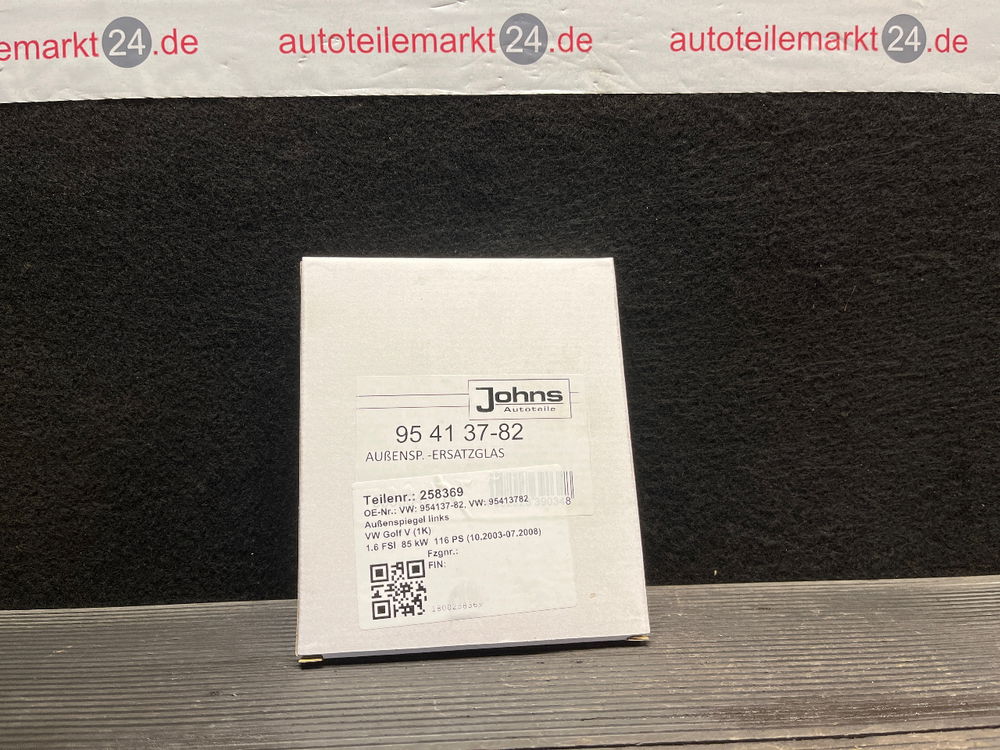 emarkt24.de
autoteilemarkt24.de
autoteilemarkt24.de
Johns
Autoteile
95 41 37-82
AUßENSP. -ERSATZGLAS
Teilenr.: 258369
OE-Nr.: VW: 954137-82, VW: 95413782
Außenspiegel links
VW Golf V (1K)
1.6 FSI 85 kW 116 PS (10.2003-07.2008)
Fzgnr.:
FIN:
1800258369